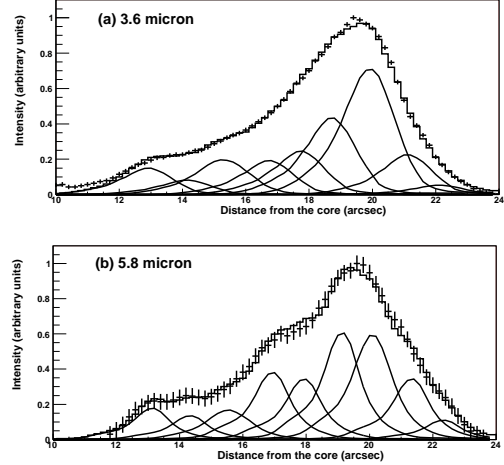 (a) 3.6 micron
Intensity (arbitrary units)
1
0.8
0.6
0.4
0.2
0
10 12 14 16 18 20 22 24
Distance from the core (arcsec)
(b) 5.8 micron
Intensity (arbitrary units)
1
0.8
0.6
0.4
0.2
0
10 12 14 16 18 20 22 24
Distance from the core (arcsec)